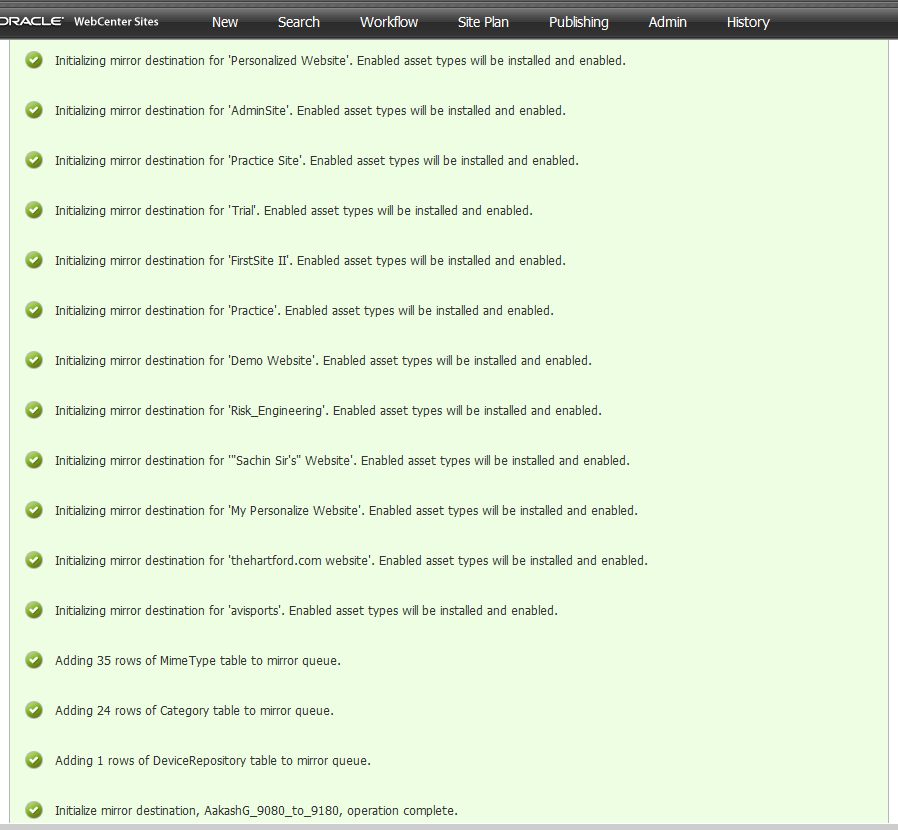 ORACLE® WebCenter Sites New Search Workflow Site Plan Publishing Admin History
Initializing mirror destination for 'Personalized Website'. Enabled asset types will be installed and enabled.
Initializing mirror destination for 'AdminSite'. Enabled asset types will be installed and enabled.
Initializing mirror destination for 'Practice Site'. Enabled asset types will be installed and enabled.
Initializing mirror destination for 'Trial'. Enabled asset types will be installed and enabled.
Initializing mirror destination for 'FirstSite II'. Enabled asset types will be installed and enabled.
Initializing mirror destination for 'Practice'. Enabled asset types will be installed and enabled.
Initializing mirror destination for 'Demo Website'. Enabled asset types will be installed and enabled.
Initializing mirror destination for 'Risk_Engineering'. Enabled asset types will be installed and enabled.
Initializing mirror destination for '"Sachin Sir's" Website'. Enabled asset types will be installed and enabled.
Initializing mirror destination for 'My Personalize Website'. Enabled asset types will be installed and enabled.
Initializing mirror destination for 'thehartford.com website'. Enabled asset types will be installed and enabled.
Initializing mirror destination for 'avisports'. Enabled asset types will be installed and enabled.
Adding 35 rows of MimeType table to mirror queue.
Adding 24 rows of Category table to mirror queue.
Adding 1 rows of DeviceRepository table to mirror queue.
Initialize mirror destination, AakashG_9080_to_9180, operation complete.